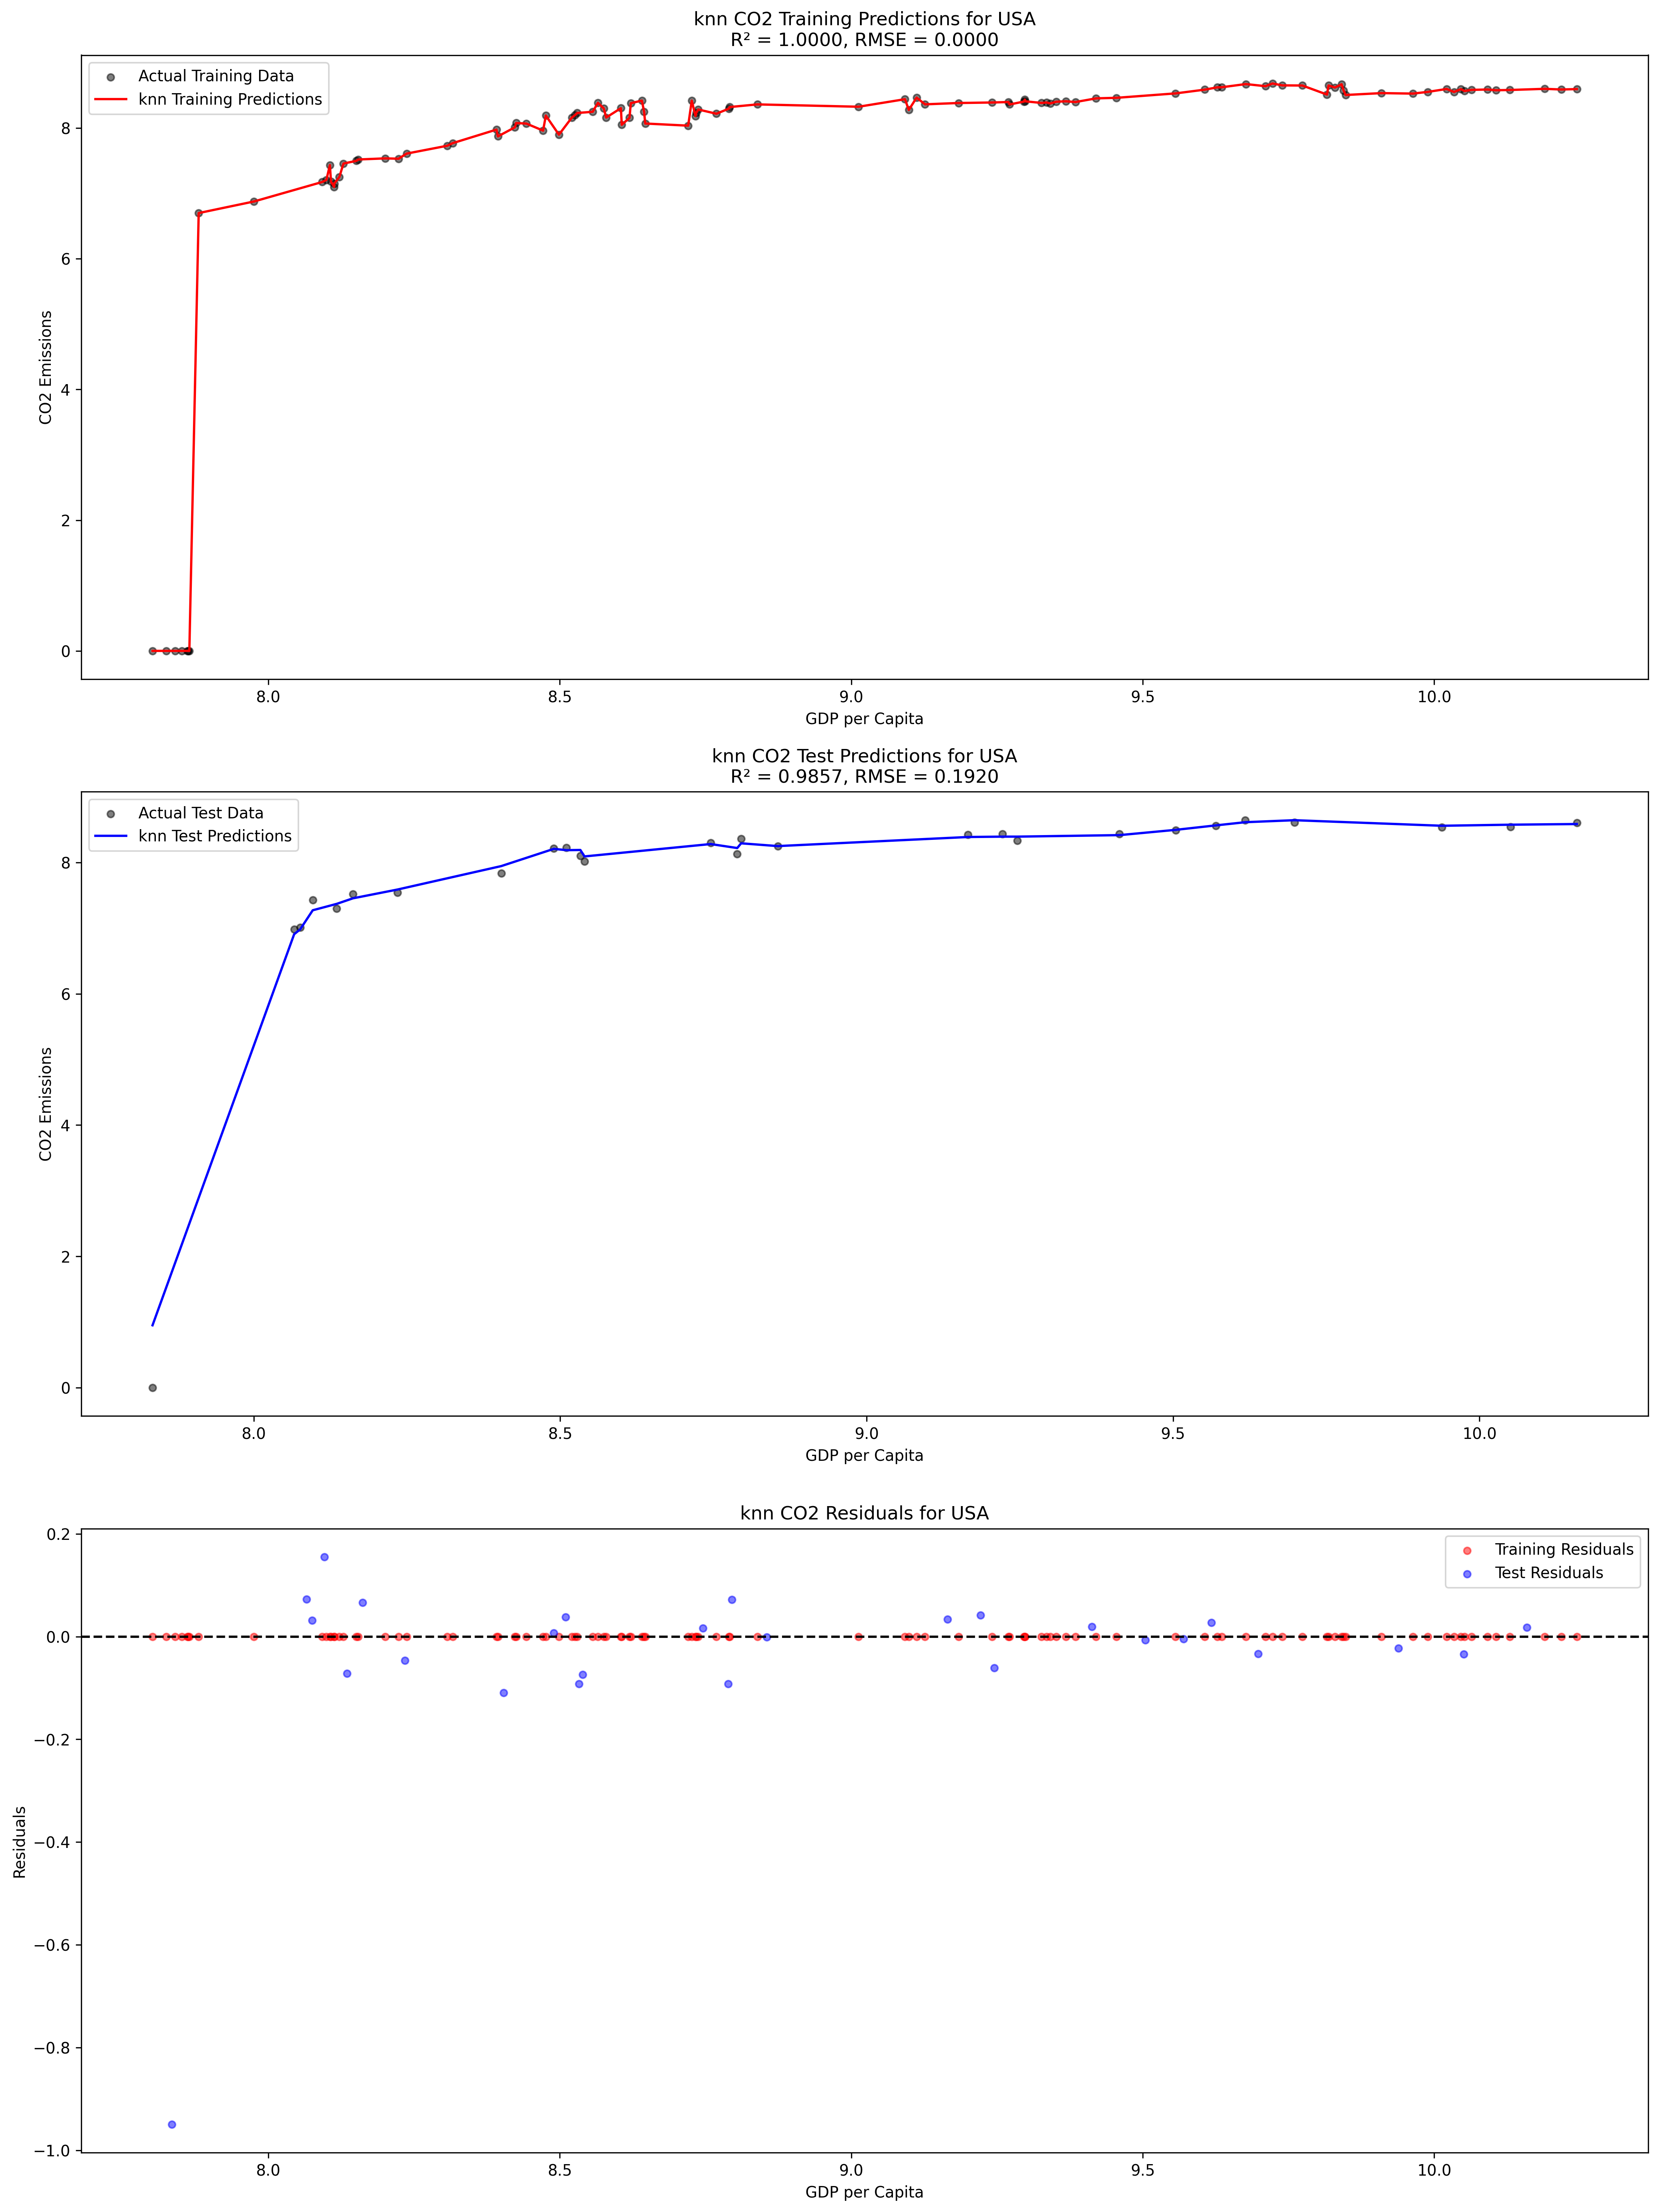 knn CO2 Training Predictions for USA
R² = 1.0000, RMSE = 0.0000
Actual Training Data
knn Training Predictions
CO2 Emissions
8
6
4
2
0
8.0 8.5 9.0 9.5 10.0
GDP per Capita
knn CO2 Test Predictions for USA
R² = 0.9857, RMSE = 0.1920
Actual Test Data
knn Test Predictions
CO2 Emissions
8
6
4
2
0
8.0 8.5 9.0 9.5 10.0
GDP per Capita
knn CO2 Residuals for USA
Training Residuals
Test Residuals
Residuals
0.2
0.0
−0.2
−0.4
−0.6
−0.8
−1.0
8.0 8.5 9.0 9.5 10.0
GDP per Capita